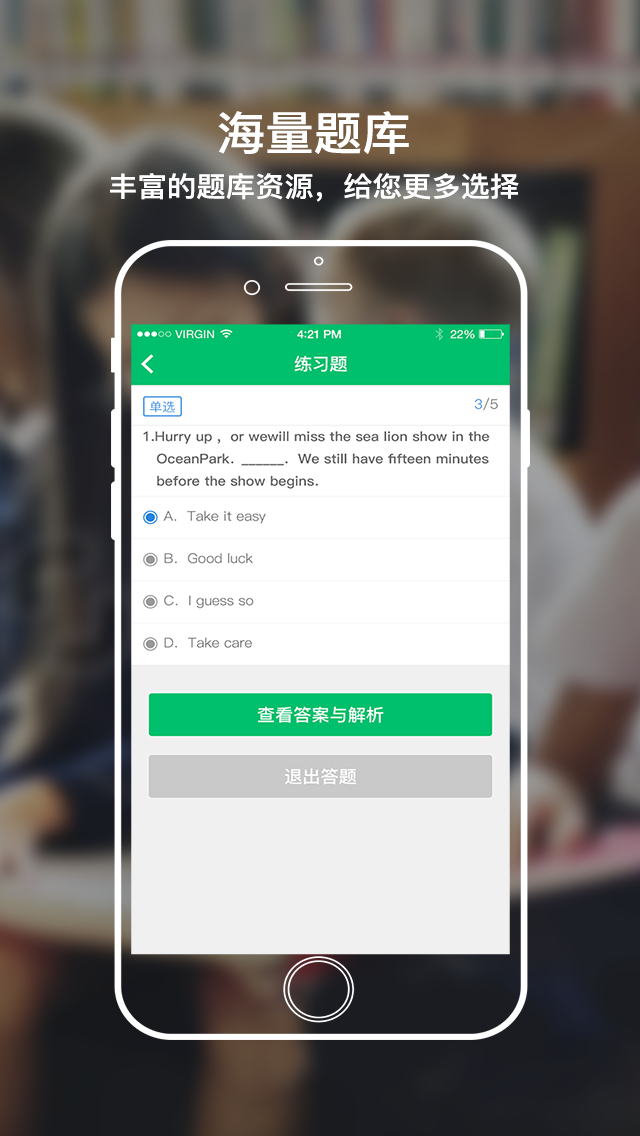 海量题库
丰富的题库资源，给您更多选择
VIRGIN 4:21 PM 22%
练习题
单选 3/5
1.Hurry up ，or wewill miss the sea lion show in the
OceanPark. ______. We still have fifteen minutes
before the show begins.
A. Take it easy
B. Good luck
C. I guess so
D. Take care
查看答案与解析
退出答题